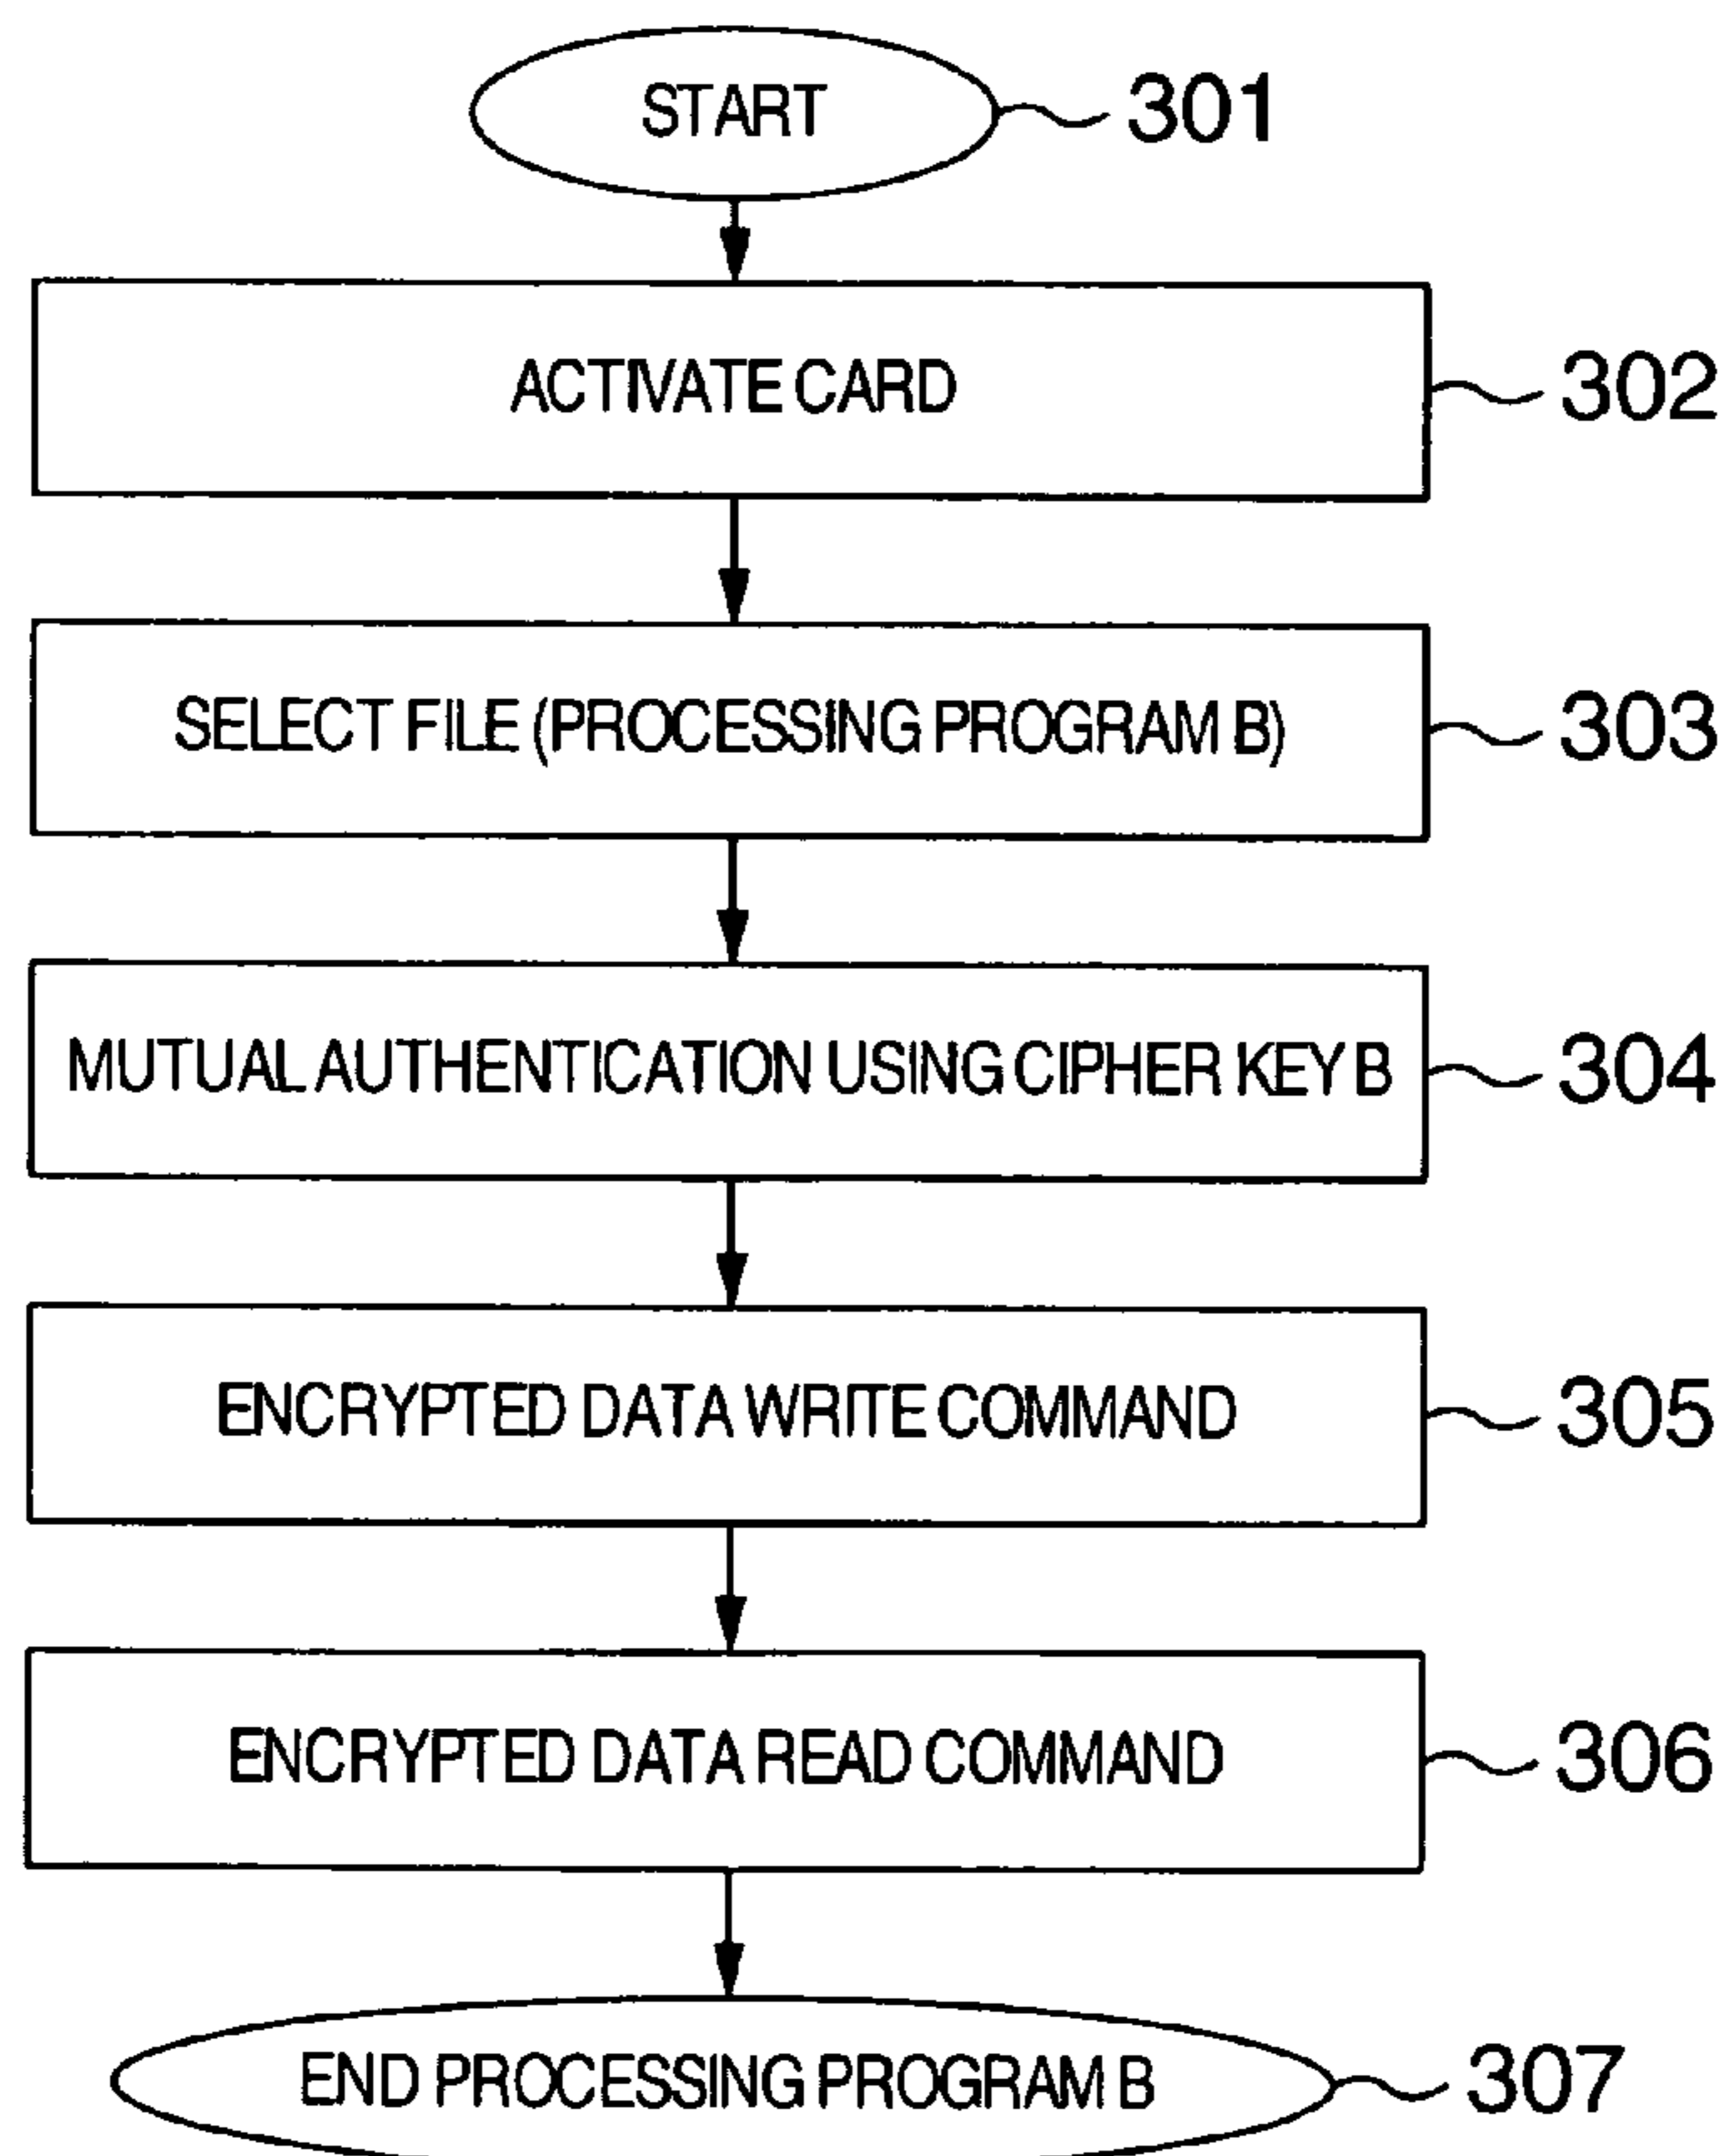 START 301
ACTIVATE CARD 302
SELECT FILE (PROCESSING PROGRAM B) 303
MUTUAL AUTHENTICATION USING CIPHER KEY B 304
ENCRYPTED DATA WRITE COMMAND 305
ENCRYPTED DATA READ COMMAND 306
END PROCESSING PROGRAM B 307